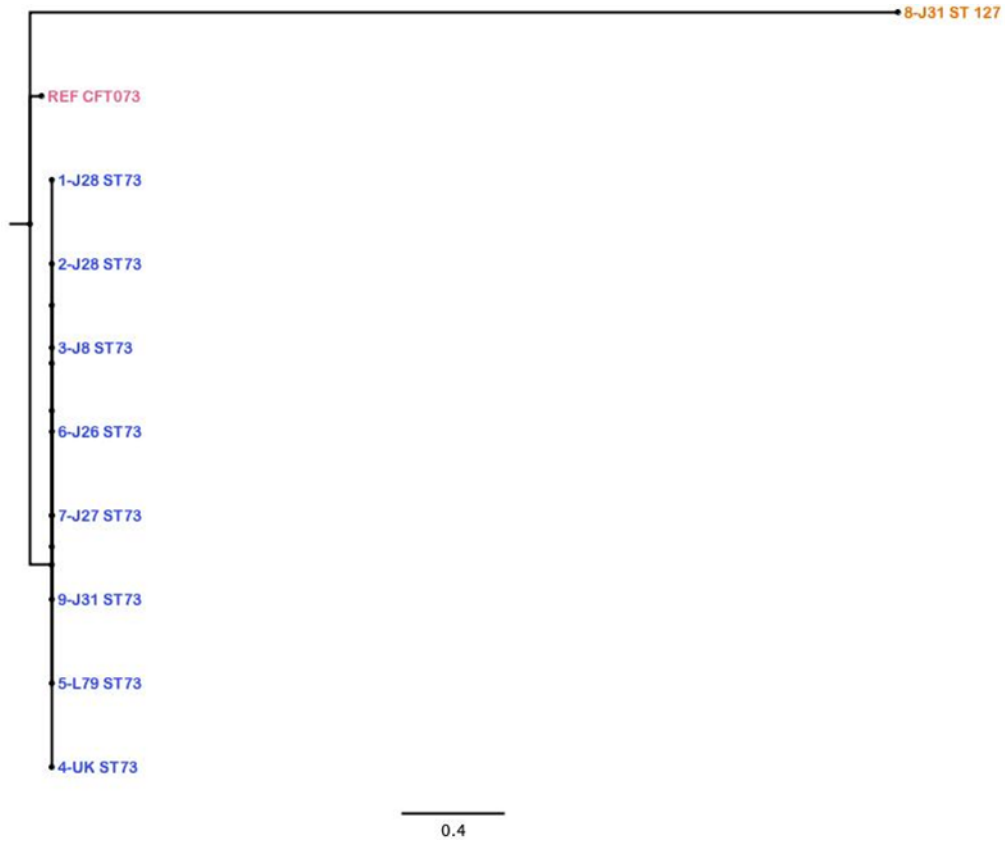 8-J31 ST 127
REF CFT073
1-J28 ST73
2-J28 ST73
3-J8 ST73
6-J26 ST73
7-J27 ST73
9-J31 ST73
5-L79 ST73
4-UK ST73
0.4